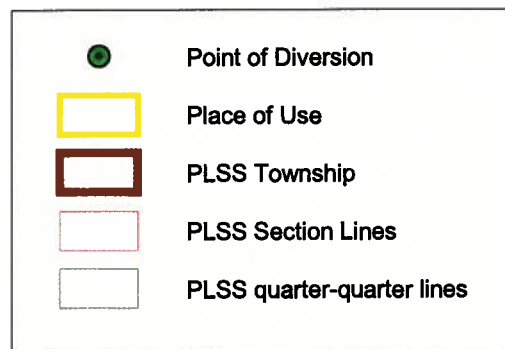 Point of Diversion
Place of Use
PLSS Township
PLSS Section Lines
PLSS quarter-quarter lines